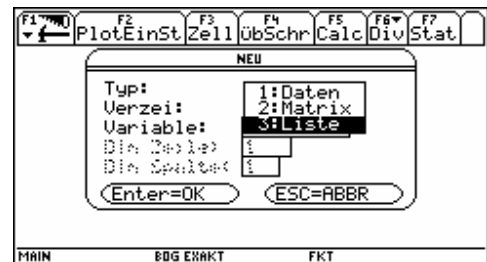 F1 F2 F3 F4 F5 F6 F7
PlotEinSt Zell übSchr Calc Div Stat
NEU
Typ:
Verzei:
Variable:
1:Daten
2:Matrix
3:Liste
1
1
Enter=OK ESC=ABBR
MAIN BOG EXAKT FKT